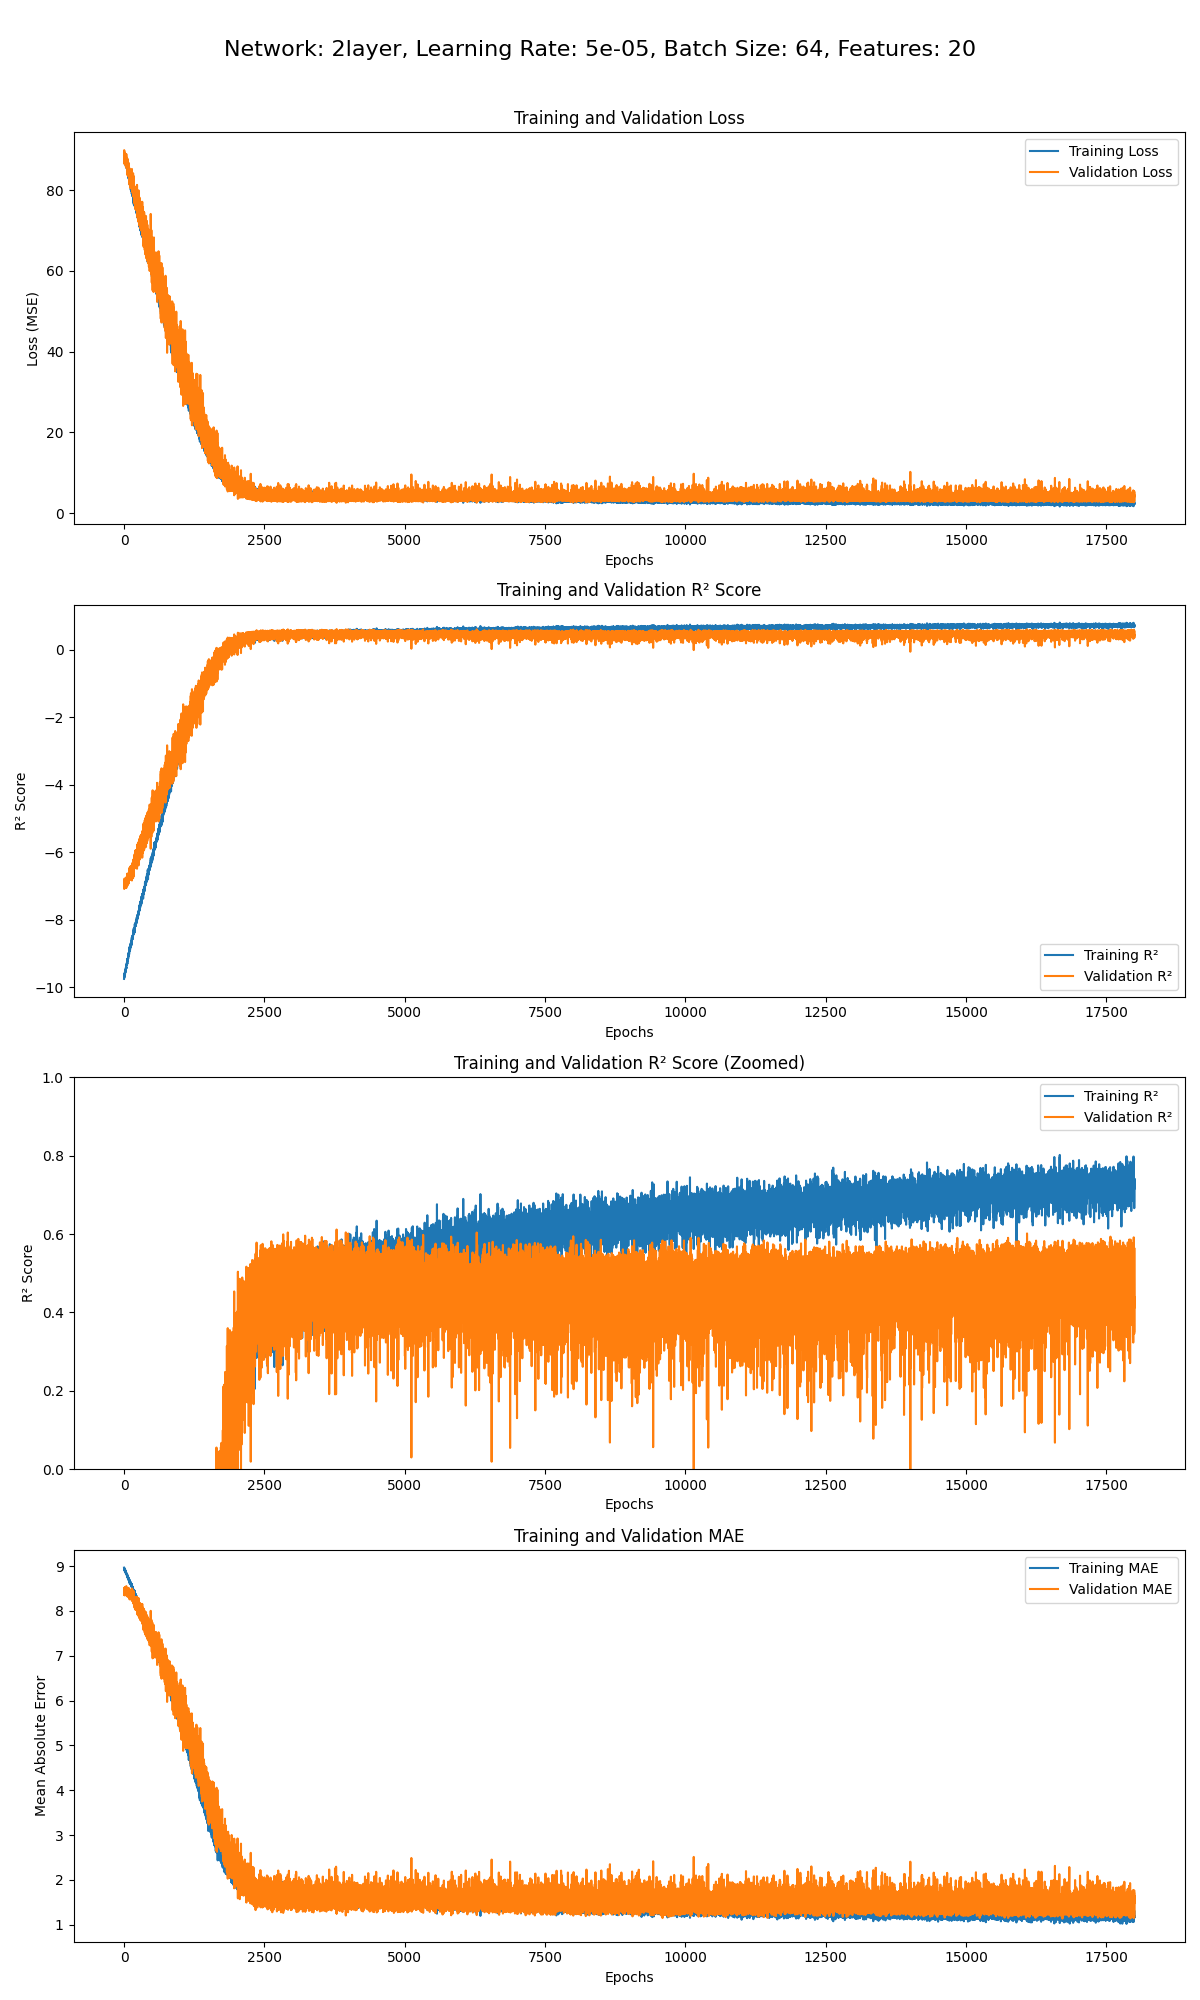 Network: 2layer, Learning Rate: 5e-05, Batch Size: 64, Features: 20
Training and Validation Loss
Training Loss
Validation Loss
80
60
40
20
0
Loss (MSE)
0 2500 5000 7500 10000 12500 15000 17500
Epochs
Training and Validation R² Score
0
−2
−4
−6
−8
−10
R² Score
Training R²
Validation R²
0 2500 5000 7500 10000 12500 15000 17500
Epochs
Training and Validation R² Score (Zoomed)
1.0
0.8
0.6
0.4
0.2
0.0
R² Score
Training R²
Validation R²
0 2500 5000 7500 10000 12500 15000 17500
Epochs
Training and Validation MAE
Training MAE
Validation MAE
9
8
7
6
5
4
3
2
1
Mean Absolute Error
0 2500 5000 7500 10000 12500 15000 17500
Epochs